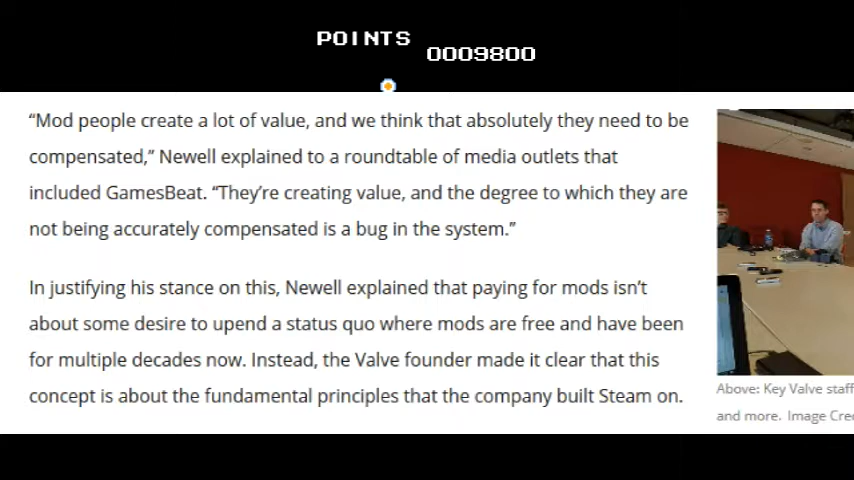 POINTS
0009800
“Mod people create a lot of value, and we think that absolutely they need to be
compensated,” Newell explained to a roundtable of media outlets that
included GamesBeat. “They’re creating value, and the degree to which they are
not being accurately compensated is a bug in the system.”
In justifying his stance on this, Newell explained that paying for mods isn’t
about some desire to upend a status quo where mods are free and have been
for multiple decades now. Instead, the Valve founder made it clear that this
concept is about the fundamental principles that the company built Steam on.
Above: Key Valve staff
and more. Image Cre